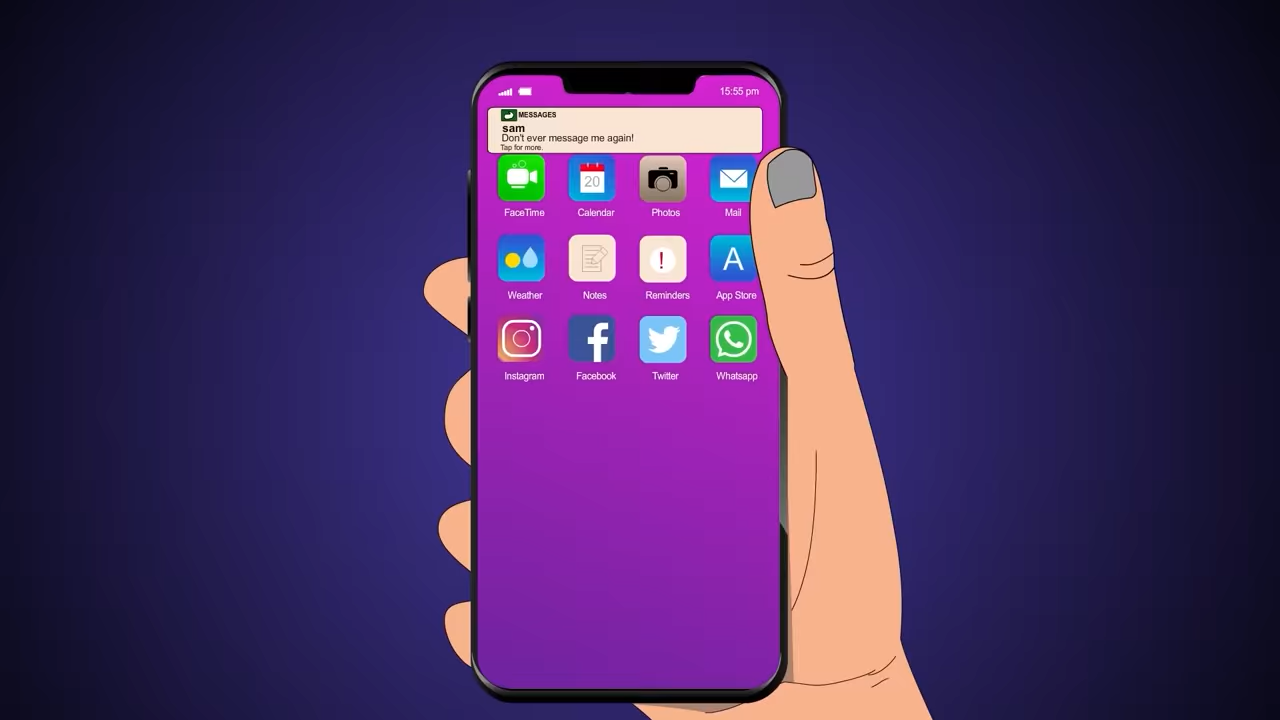 15:55 pm
MESSAGES
sam
Don't ever message me again!
Tap for more.
20
FaceTime Calendar Photos Mail
A
Weather Notes Reminders App Store
Instagram Facebook Twitter Whatsapp